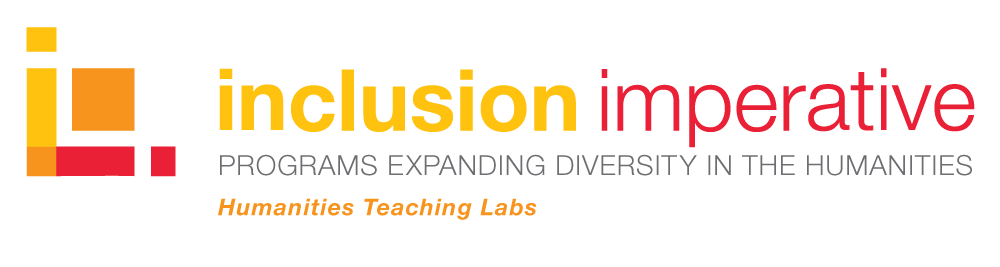 inclusion imperative
PROGRAMS EXPANDING DIVERSITY IN THE HUMANITIES
Humanities Teaching Labs